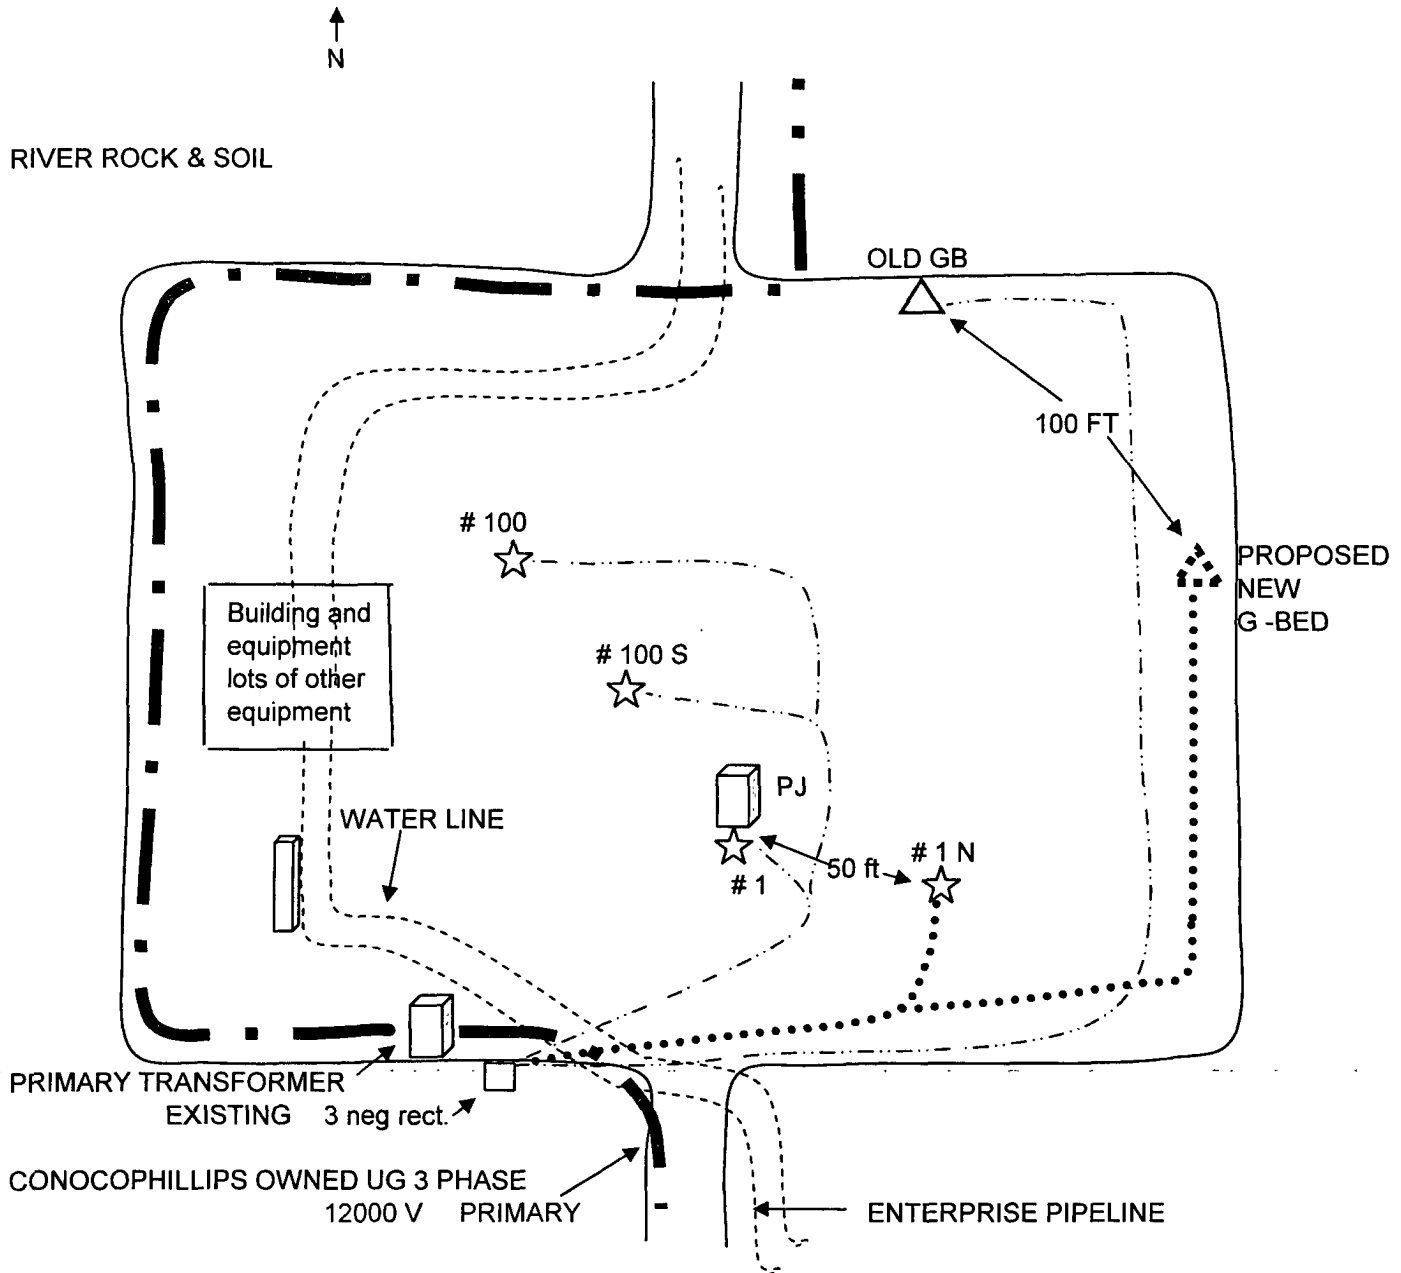 N
RIVER ROCK & SOIL
OLD GB
100 FT
# 100
PROPOSED
NEW
G -BED
Building and
equipment
lots of other
equipment
# 100 S
PJ
WATER LINE
50 ft
# 1 N
# 1
PRIMARY TRANSFORMER
EXISTING
3 neg rect.
CONOCOPHILLIPS OWNED UG 3 PHASE
12000 V PRIMARY
ENTERPRISE PIPELINE